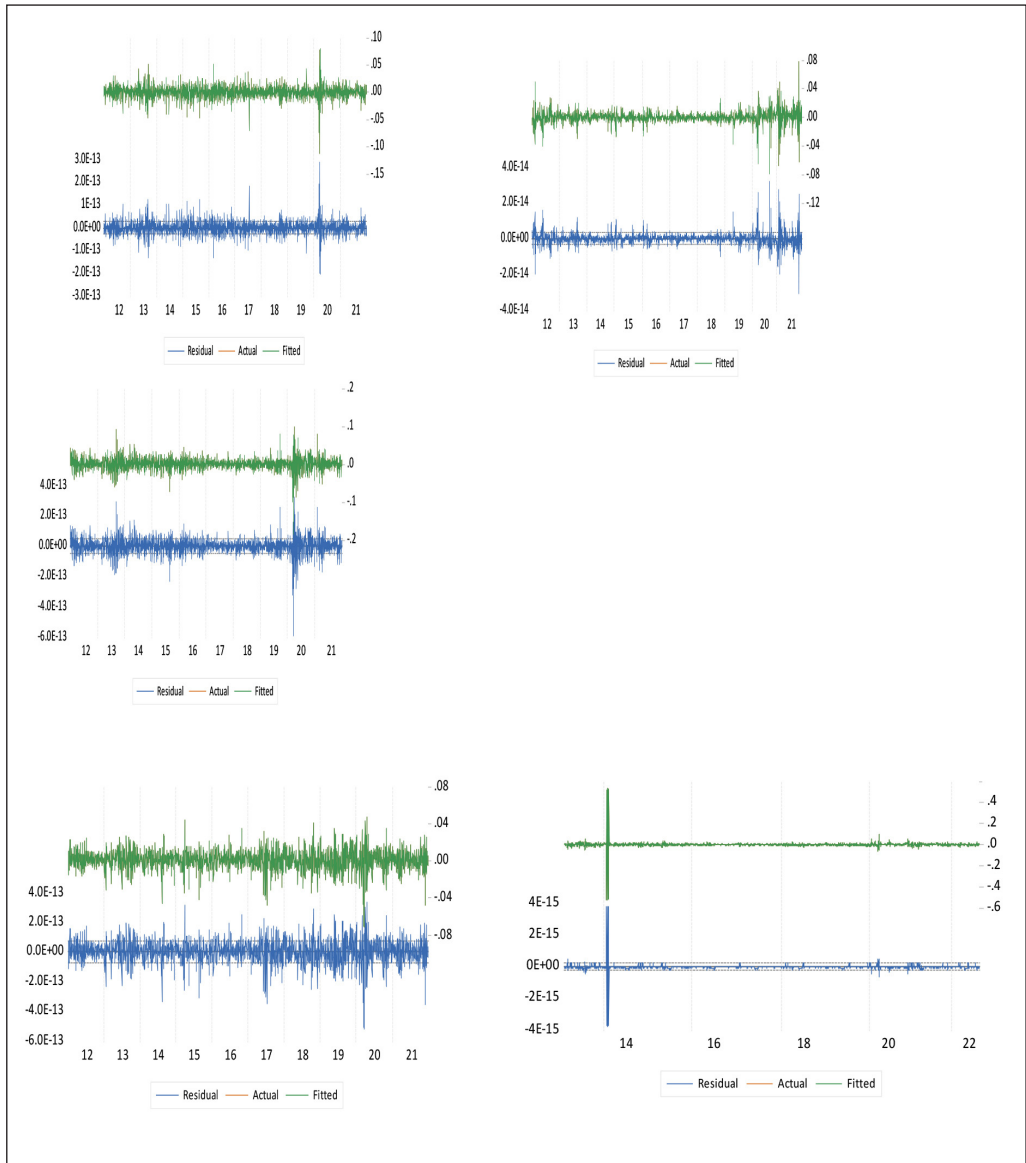 .10
.05
.00
-.05
-.10
-.15
3.0E-13
2.0E-13
1E-13
0.0E+00
-1.0E-13
-2.0E-13
-3.0E-13
12 13 14 15 16 17 18 19 20 21
Residual Actual Fitted
.08
.04
.00
-.04
-.08
-.12
4.0E-14
2.0E-14
0.0E+00
-2.0E-14
-4.0E-14
12 13 14 15 16 17 18 19 20 21
Residual Actual Fitted
.2
.1
.0
-.1
-.2
4.0E-13
2.0E-13
0.0E+00
-2.0E-13
-4.0E-13
-6.0E-13
12 13 14 15 16 17 18 19 20 21
Residual Actual Fitted
.08
.04
.00
-.04
-.08
4.0E-13
2.0E-13
0.0E+00
-2.0E-13
-4.0E-13
-6.0E-13
12 13 14 15 16 17 18 19 20 21
Residual Actual Fitted
.4
.2
.0
-.2
-.4
-.6
4E-15
2E-15
0E+00
-2E-15
-4E-15
14 16 18 20 22
Residual Actual Fitted